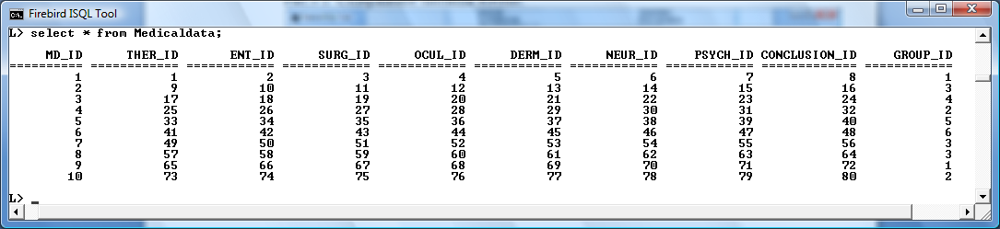 Firebird ISQL Tool
L> select * from Medicaldata;
MD_ID THER_ID ENT_ID SURG_ID OCUL_ID DERM_ID NEUR_ID PSYCH_ID CONCLUSION_ID GROUP_ID
============ ============ ============ ============ ============ ============ ============ ============ ============ ============
1 1 2 3 4 5 6 7 8 1
2 9 10 11 12 13 14 15 16 3
3 17 18 19 20 21 22 23 24 4
4 25 26 27 28 29 30 31 32 2
5 33 34 35 36 37 38 39 40 5
6 41 42 43 44 45 46 47 48 6
7 49 50 51 52 53 54 55 56 3
8 57 58 59 60 61 62 63 64 3
9 65 66 67 68 69 70 71 72 1
10 73 74 75 76 77 78 79 80 2
L> _